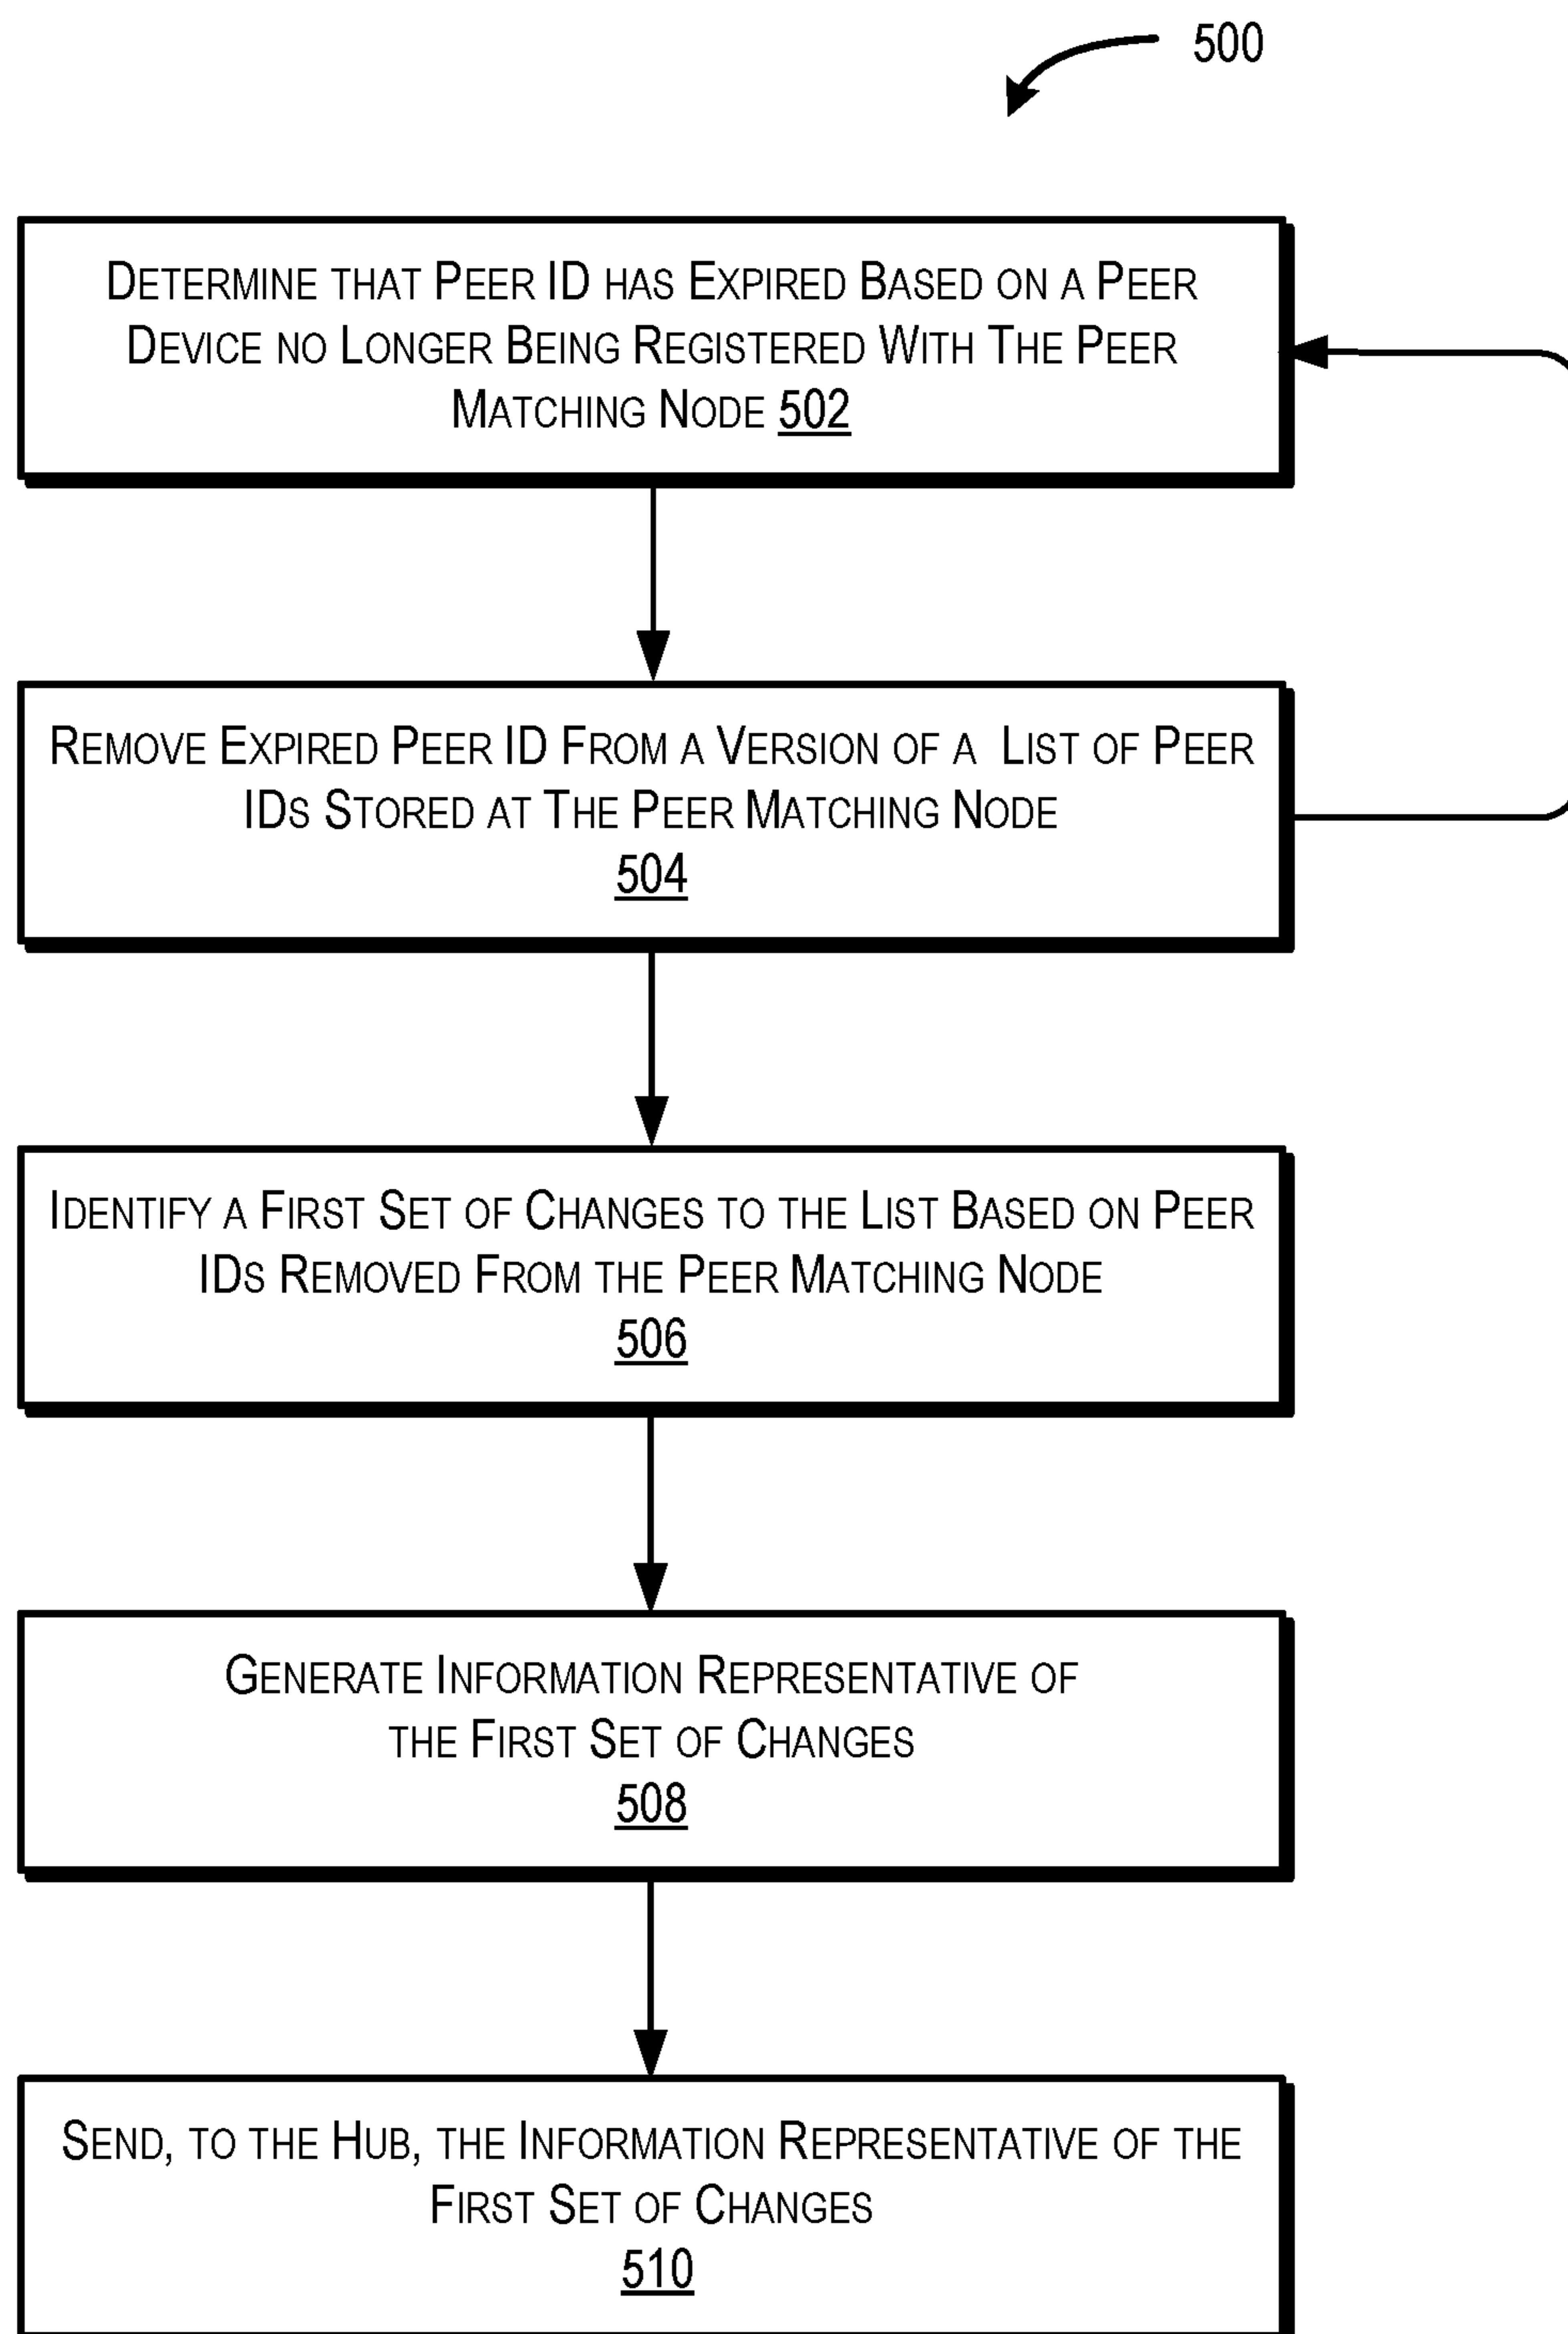 500
Determine that Peer ID has Expired Based on a Peer
Device no Longer Being Registered With The Peer
Matching Node 502
Remove Expired Peer ID From a Version of a List of Peer
IDs Stored at The Peer Matching Node
504
Identify a First Set of Changes to the List Based on Peer
IDs Removed From the Peer Matching Node
506
Generate Information Representative of
the First Set of Changes
508
Send, to the Hub, the Information Representative of the
First Set of Changes
510